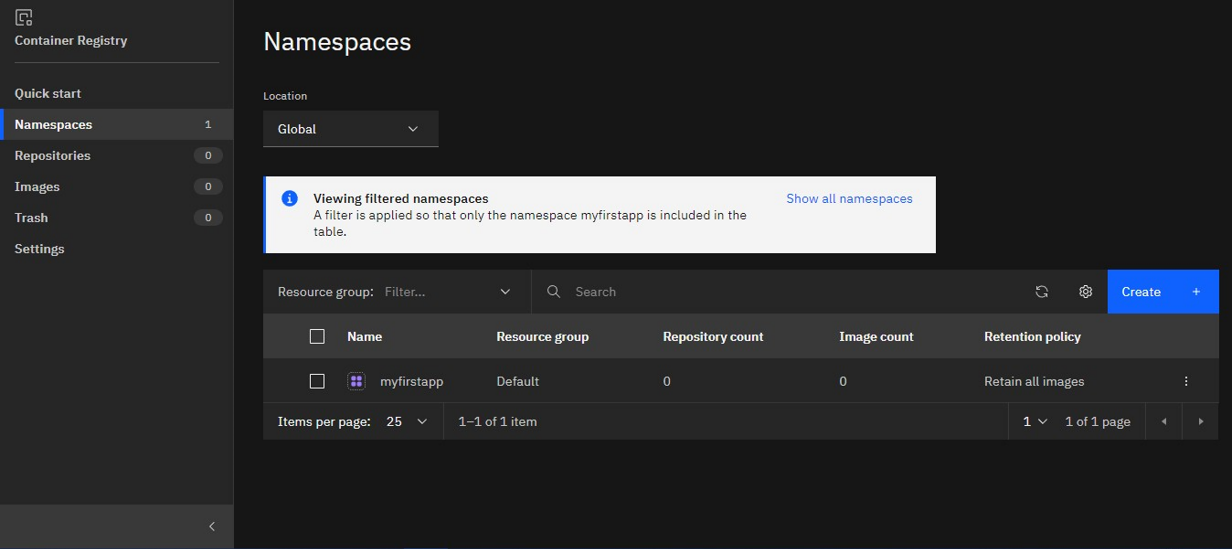 Container Registry
Quick start
Namespaces 1
Repositories 0
Images 0
Trash 0
Settings
Namespaces
Location
Global
Viewing filtered namespaces
A filter is applied so that only the namespace myfirstapp is included in the
table.
Show all namespaces
Resource group: Filter... Search Create +
Name Resource group Repository count Image count Retention policy
myfirstapp Default 0 0 Retain all images
Items per page: 25 1–1 of 1 item 1 1 of 1 page